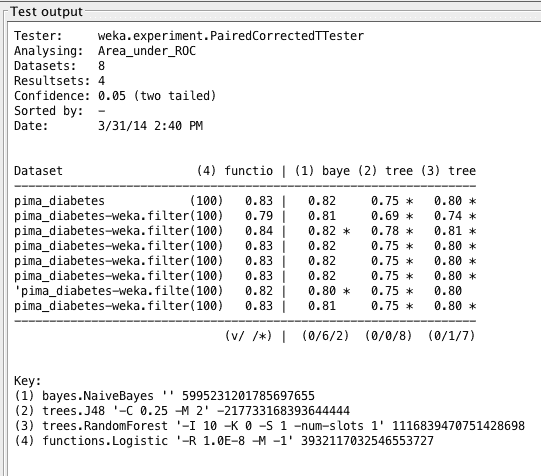 Test output
Tester:     weka.experiment.PairedCorrectedTTester
Analysing:  Area_under_ROC
Datasets:   8
Resultsets: 4
Confidence: 0.05 (two tailed)
Sorted by:  -
Date:       3/31/14 2:40 PM
Dataset                   (4) functio | (1) baye (2) tree (3) tree
------------------------------------------------------------------
pima_diabetes            (100)   0.83 |   0.82     0.75 *   0.80 *
pima_diabetes-weka.filter(100)   0.79 |   0.81     0.69 *   0.74 *
pima_diabetes-weka.filter(100)   0.84 |   0.82 *   0.78 *   0.81 *
pima_diabetes-weka.filter(100)   0.83 |   0.82     0.75 *   0.80 *
pima_diabetes-weka.filter(100)   0.83 |   0.82     0.75 *   0.80 *
pima_diabetes-weka.filter(100)   0.83 |   0.82     0.75 *   0.80 *
'pima_diabetes-weka.filte(100)   0.82 |   0.80 *   0.75 *   0.80
pima_diabetes-weka.filter(100)   0.83 |   0.81     0.75 *   0.80 *
------------------------------------------------------------------
(v/ /*) |  (0/6/2)  (0/0/8)  (0/1/7)
Key:
(1) bayes.NaiveBayes '' 5995231201785697655
(2) trees.J48 '-C 0.25 -M 2' -217733168393644444
(3) trees.RandomForest '-I 10 -K 0 -S 1 -num-slots 1' 1116839470751428698
(4) functions.Logistic '-R 1.0E-8 -M -1' 3932117032546553727